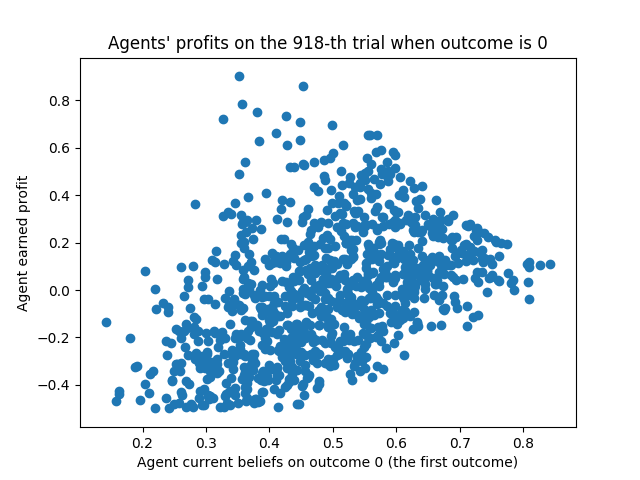 Agents' profits on the 918-th trial when outcome is 0
Agent earned profit
0.8
0.6
0.4
0.2
0.0
−0.2
−0.4
0.2 0.3 0.4 0.5 0.6 0.7 0.8
Agent current beliefs on outcome 0 (the first outcome)